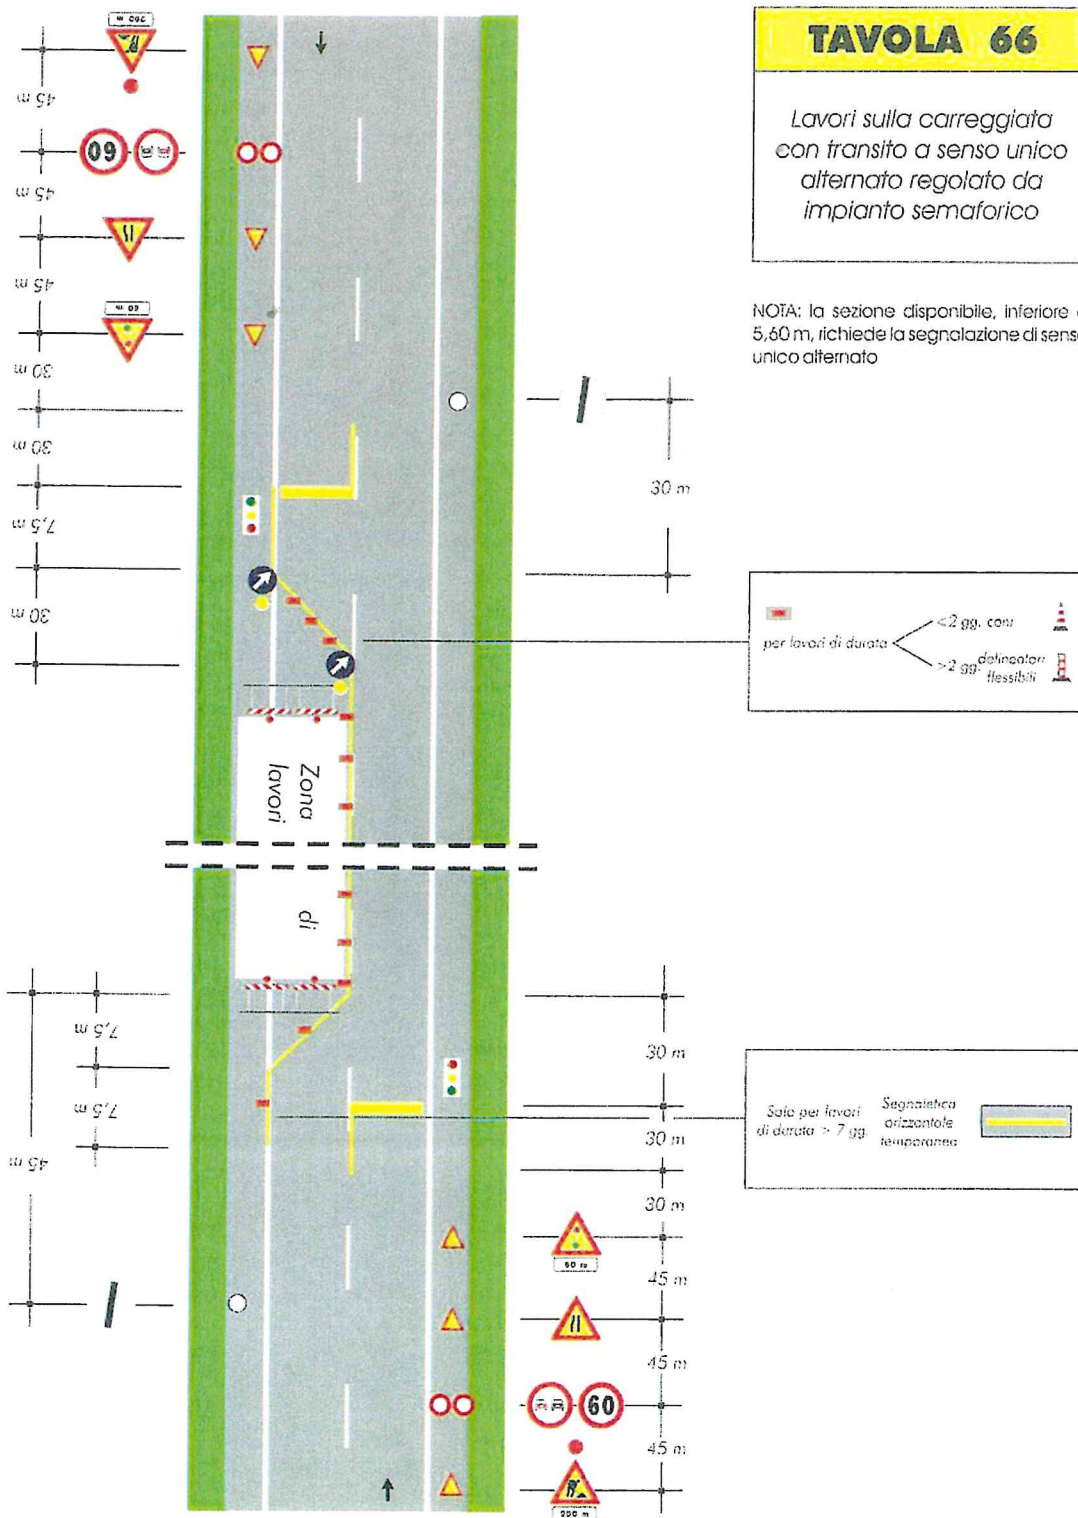 TAVOLA 66
Lavori sulla carreggiata
con transito a senso unico
alternato regolato da
impianto semaforico
NOTA: la sezione disponibile, inferiore
5,60 m, richiede la segnalazione di senso
unico alternato
45 m
60
45 m
45 m
60 m
30 m
30 m
7,5 m
30 m
30 m
per lavori di durata
<2 gg. coni
>2 gg. delineatori
flessibili
Zona
lavori
di
7,5 m
7,5 m
45 m
30 m
30 m
30 m
Solo per lavori
di durata > 7 gg.
Segnaletica
orizzontale
temporanea
60 m
45 m
45 m
60
45 m